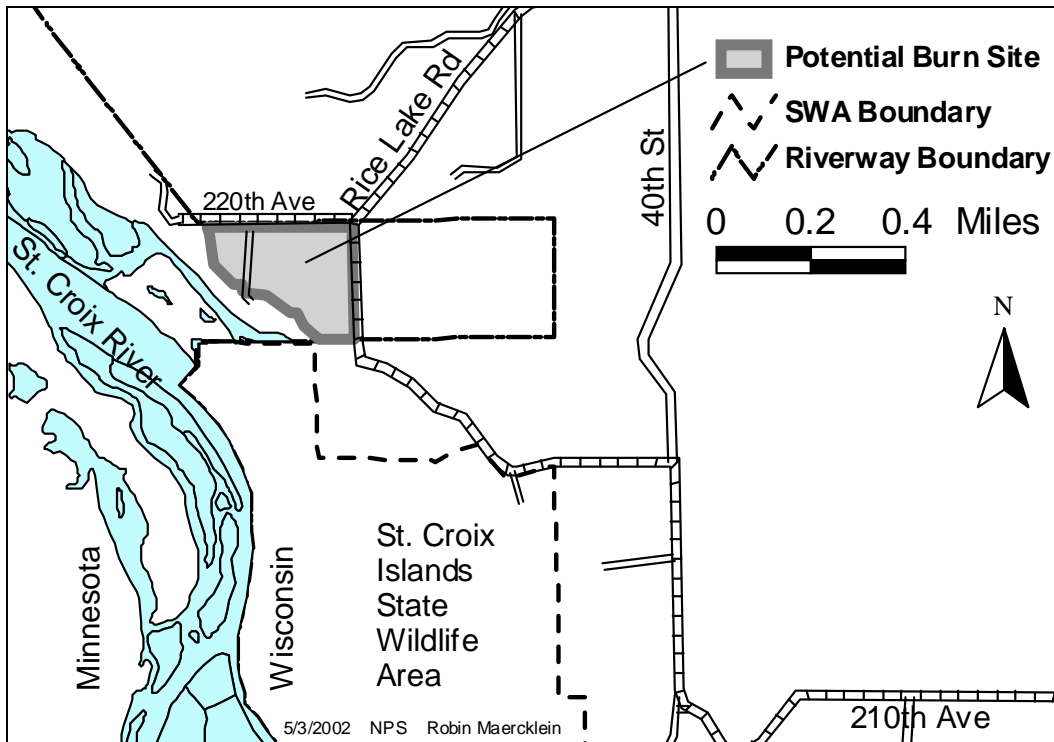 Potential Burn Site
SWA Boundary
Riverway Boundary
0 0.2 0.4 Miles
N
Rice Lake Rd
220th Ave
40th St
St. Croix River
Minnesota
Wisconsin
St. Croix
Islands
State
Wildlife
Area
210th Ave
5/3/2002 NPS Robin Maercklein